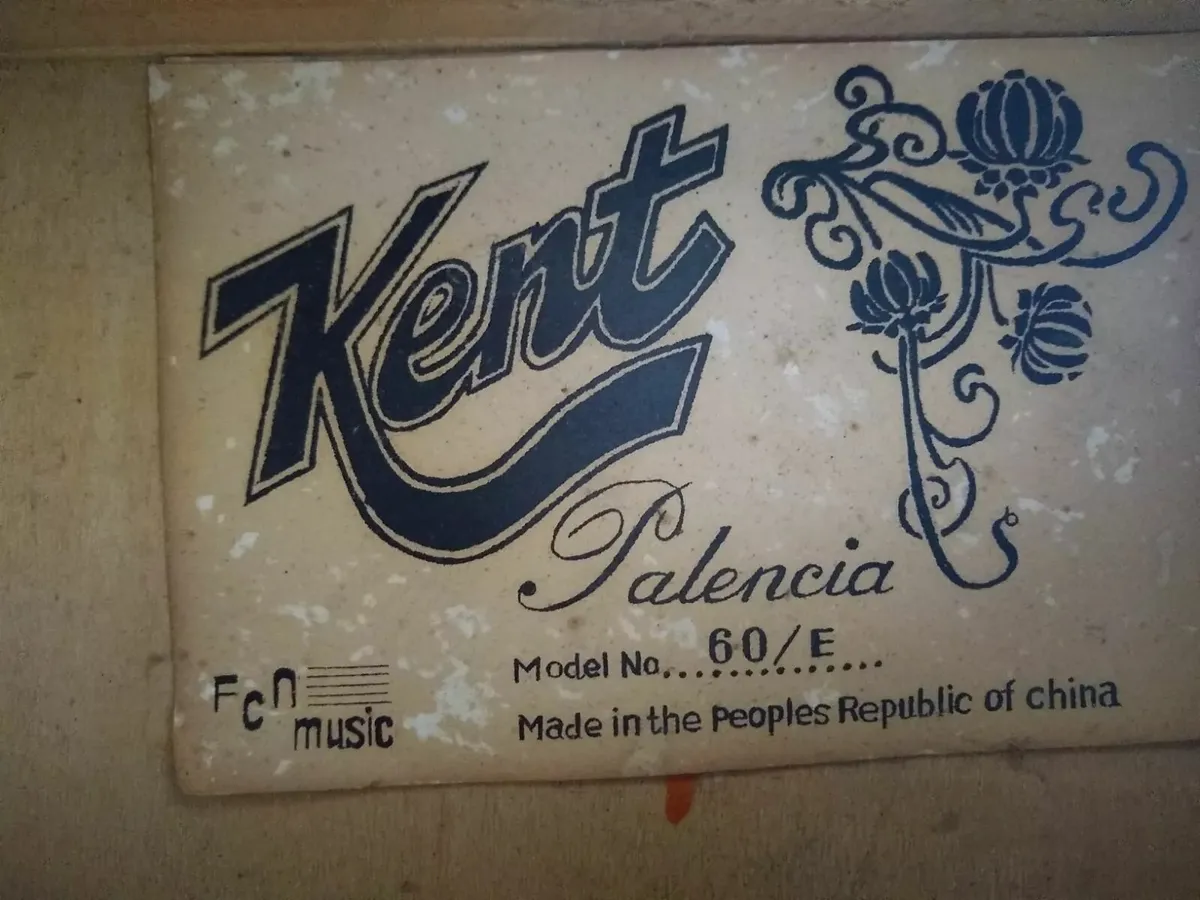 Kent
Palencia
Model No. 60/E
Made in the Peoples Republic of china
Fcn
music